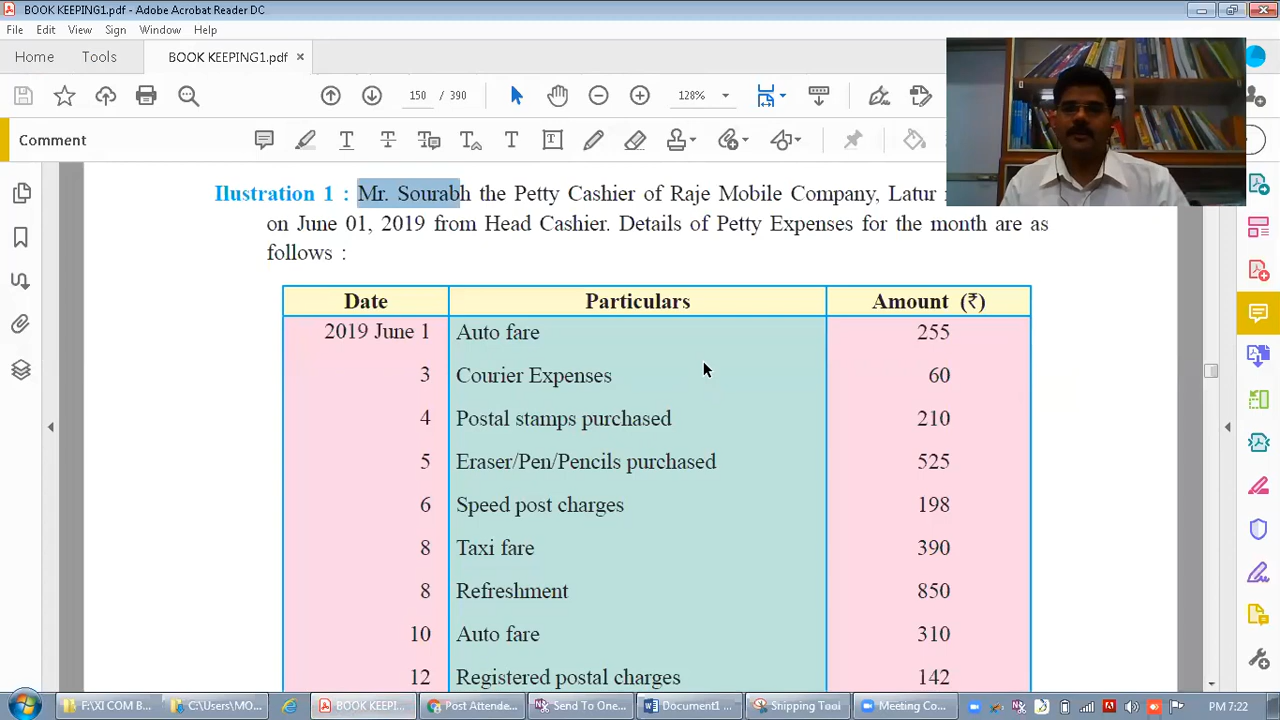 BOOK KEEPING1.pdf - Adobe Acrobat Reader DC
File Edit View Sign Window Help
Home Tools BOOK KEEPING1.pdf ×
150 / 390 128%
Comment
Ilustration 1 : Mr. Sourabh the Petty Cashier of Raje Mobile Company, Latur
on June 01, 2019 from Head Cashier. Details of Petty Expenses for the month are as
follows :
Date Particulars Amount (₹)
2019 June 1 Auto fare 255
3 Courier Expenses 60
4 Postal stamps purchased 210
5 Eraser/Pen/Pencils purchased 525
6 Speed post charges 198
8 Taxi fare 390
8 Refreshment 850
10 Auto fare 310
12 Registered postal charges 142
F:\XI COM B... C:\Users\MO... BOOK KEEPI... Post Attende... Send To One... Document1 ... Snipping Tool Meeting Co... PM 7:22